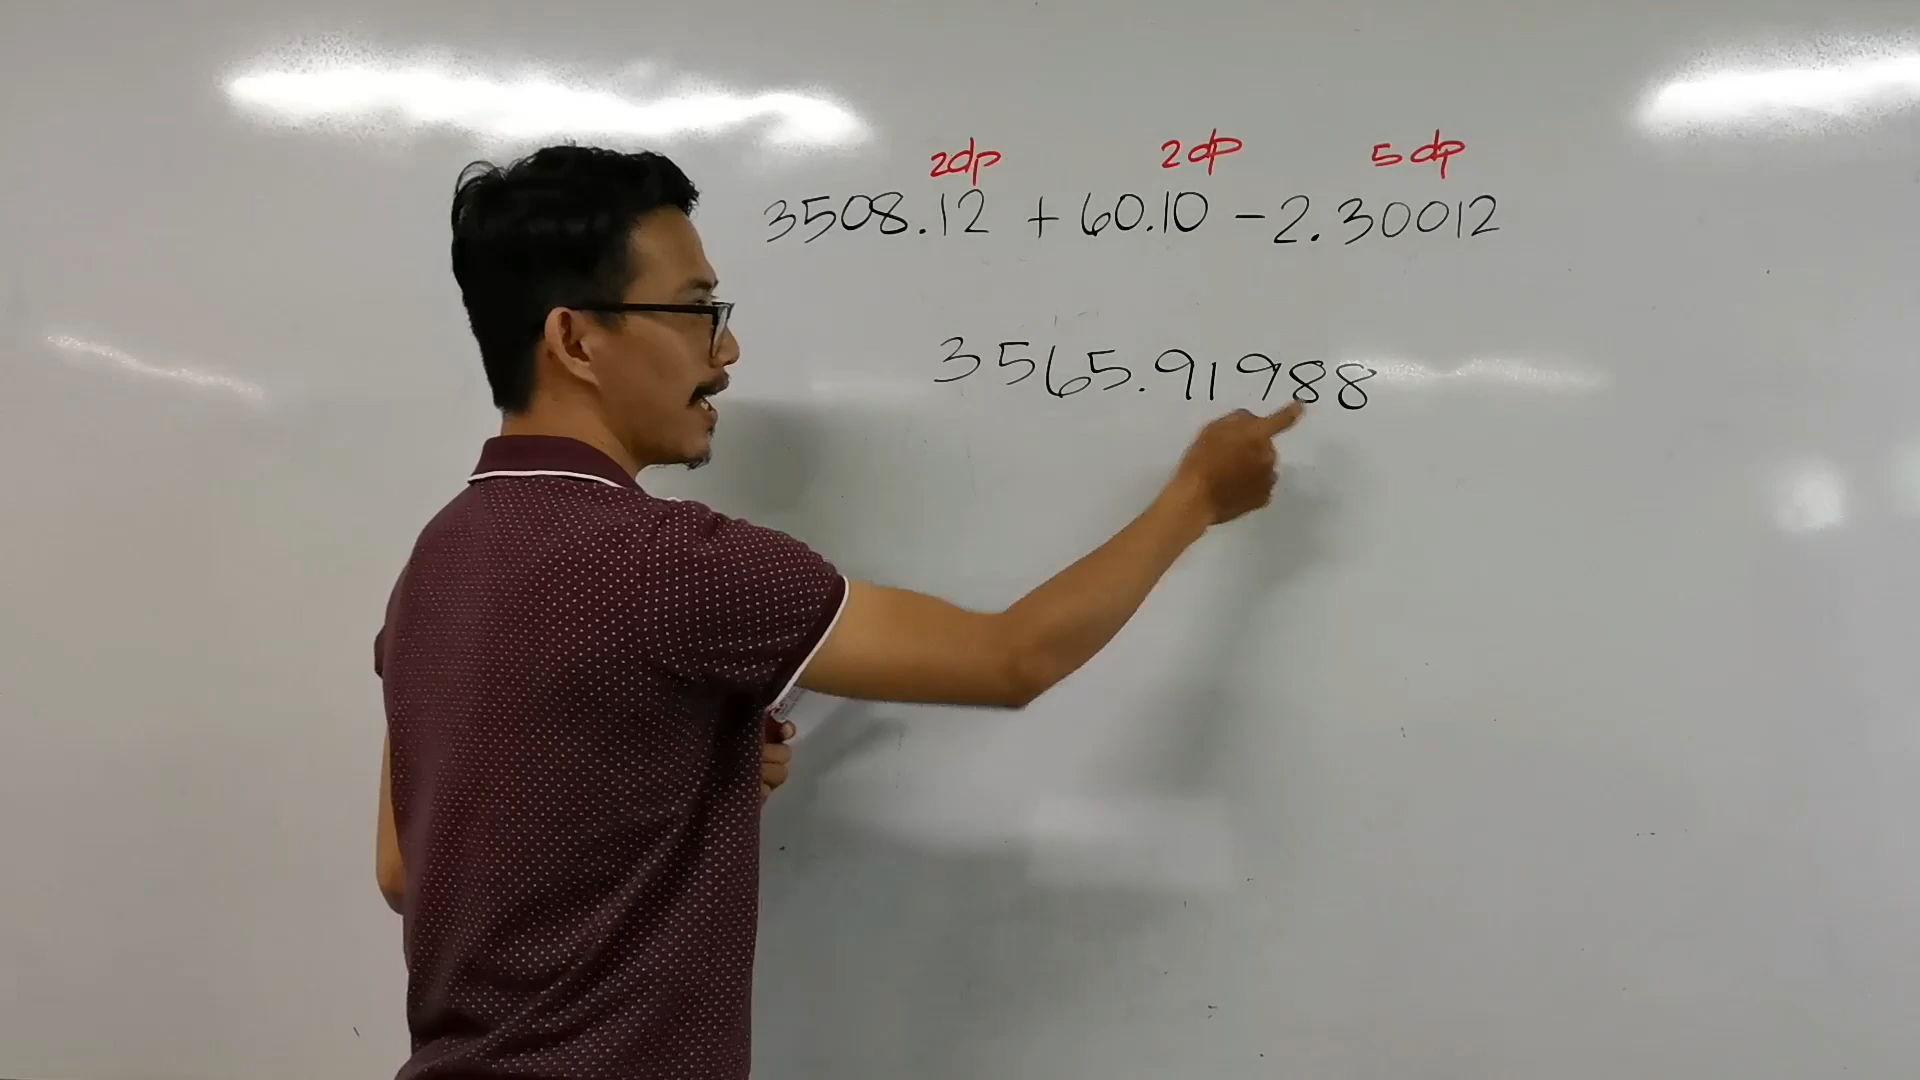 2dp 2dp 5dp
3508.12 + 60.10 - 2.30012
3565.91988